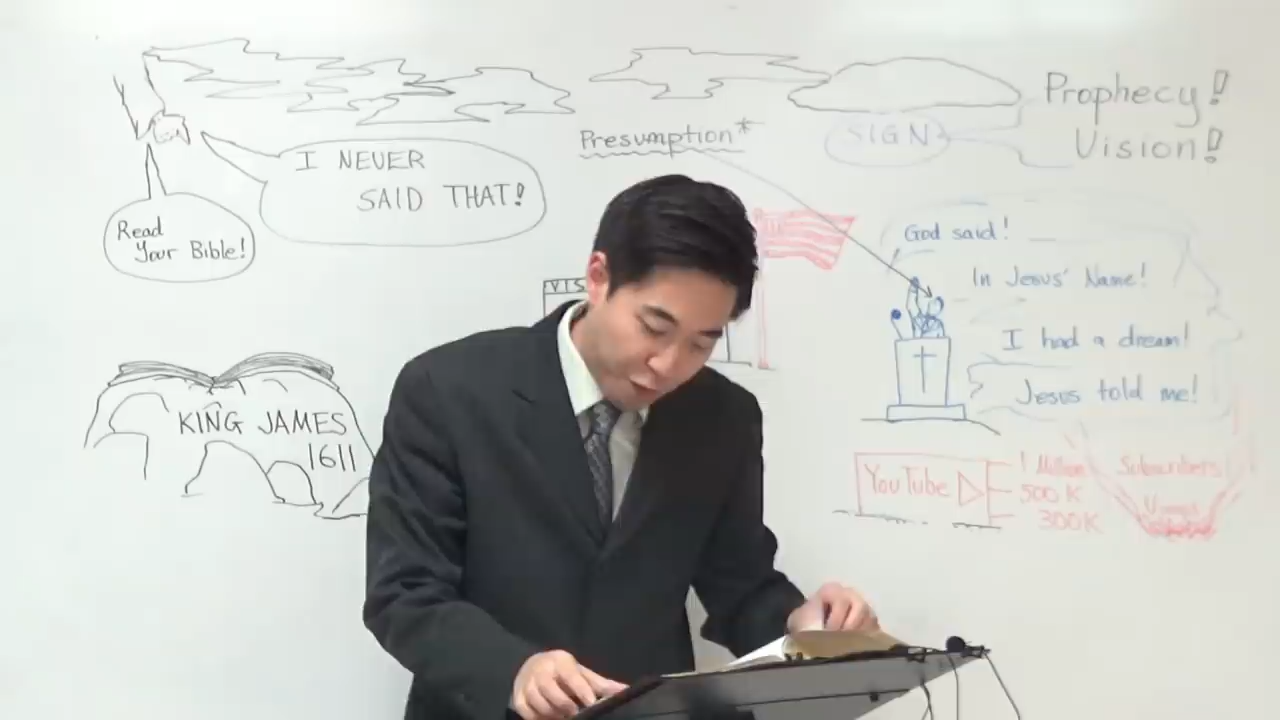 Prophecy!
Vision!
SIGN
Presumption*
I NEVER
SAID THAT!
Read
Your Bible!
God said!
In Jesus' Name!
I had a dream!
Jesus told me!
VIS
KING JAMES
1611
YouTube
1 Million
500 K
300K
Subscribers!